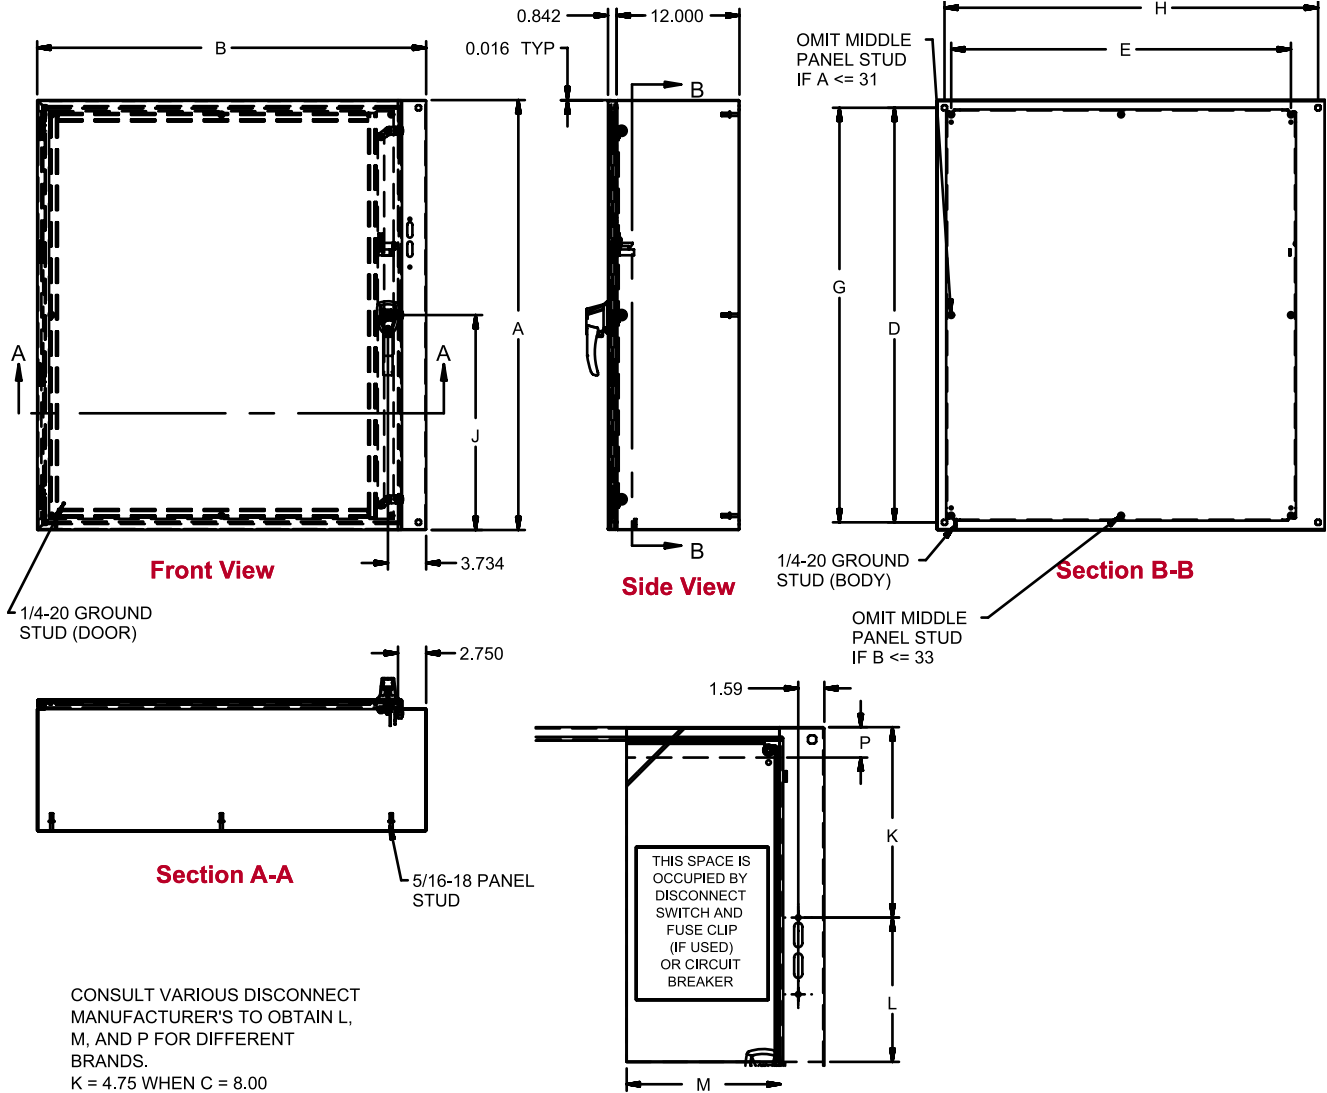 0.842
12.000
H
B
0.016 TYP
B
OMIT MIDDLE
PANEL STUD
IF A <= 31
E
A
A
J
A
G
D
3.734
B
Front View
Side View
1/4-20 GROUND
STUD (BODY)
Section B-B
1/4-20 GROUND
STUD (DOOR)
OMIT MIDDLE
PANEL STUD
IF B <= 33
2.750
1.59
P
K
Section A-A
5/16-18 PANEL
STUD
THIS SPACE IS
OCCUPIED BY
DISCONNECT
SWITCH AND
FUSE CLIP
(IF USED)
OR CIRCUIT
BREAKER
L
M
CONSULT VARIOUS DISCONNECT
MANUFACTURER'S TO OBTAIN L,
M, AND P FOR DIFFERENT
BRANDS.
K = 4.75 WHEN C = 8.00